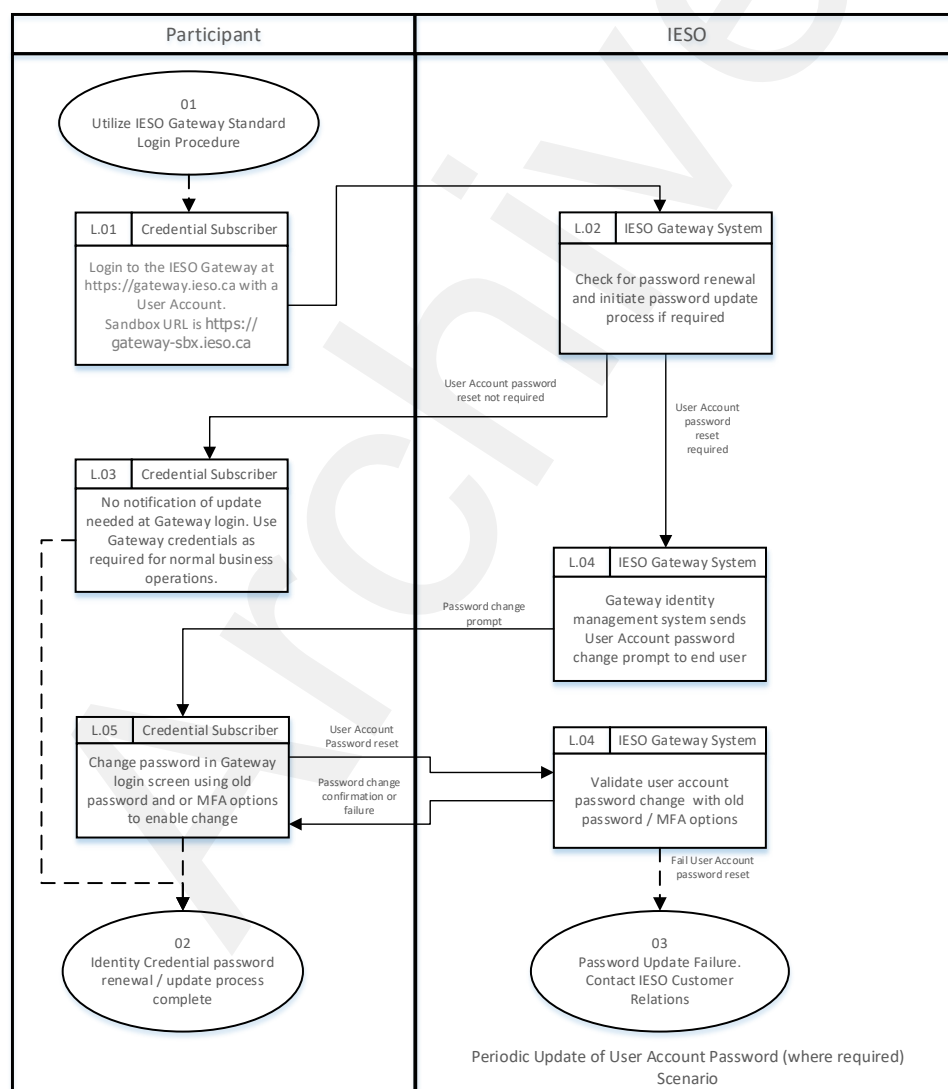 Participant
IESO
01
Utilize IESO Gateway Standard
Login Procedure
L.01
Credential Subscriber
Login to the IESO Gateway at
https://gateway.ieso.ca with a
User Account.
Sandbox URL is https://
gateway-sbx.ieso.ca
L.02
IESO Gateway System
Check for password renewal
and initiate password update
process if required
User Account password
reset not required
User Account
password
reset
required
L.03
Credential Subscriber
No notification of update
needed at Gateway login. Use
Gateway credentials as
required for normal business
operations.
L.04
IESO Gateway System
Gateway identity
management system sends
User Account password
change prompt to end user
Password change
prompt
L.05
Credential Subscriber
Change password in Gateway
login screen using old
password and or MFA options
to enable change
User Account
Password reset
Password change
confirmation or
failure
L.04
IESO Gateway System
Validate user account
password change with old
password / MFA options
Fail User Account
password reset
02
Identity Credential password
renewal / update process
complete
03
Password Update Failure.
Contact IESO Customer
Relations
Periodic Update of User Account Password (where required)
Scenario
Archive